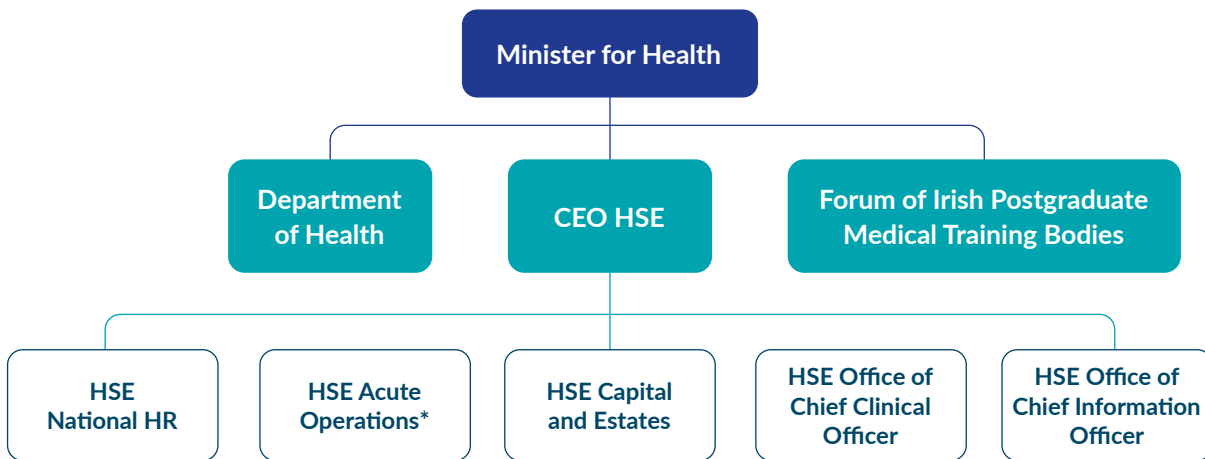 Minister for Health
Department
of Health
CEO HSE
Forum of Irish Postgraduate
Medical Training Bodies
HSE
National HR
HSE Acute
Operations*
HSE Capital
and Estates
HSE Office of
Chief Clinical
Officer
HSE Office of
Chief Information
Officer